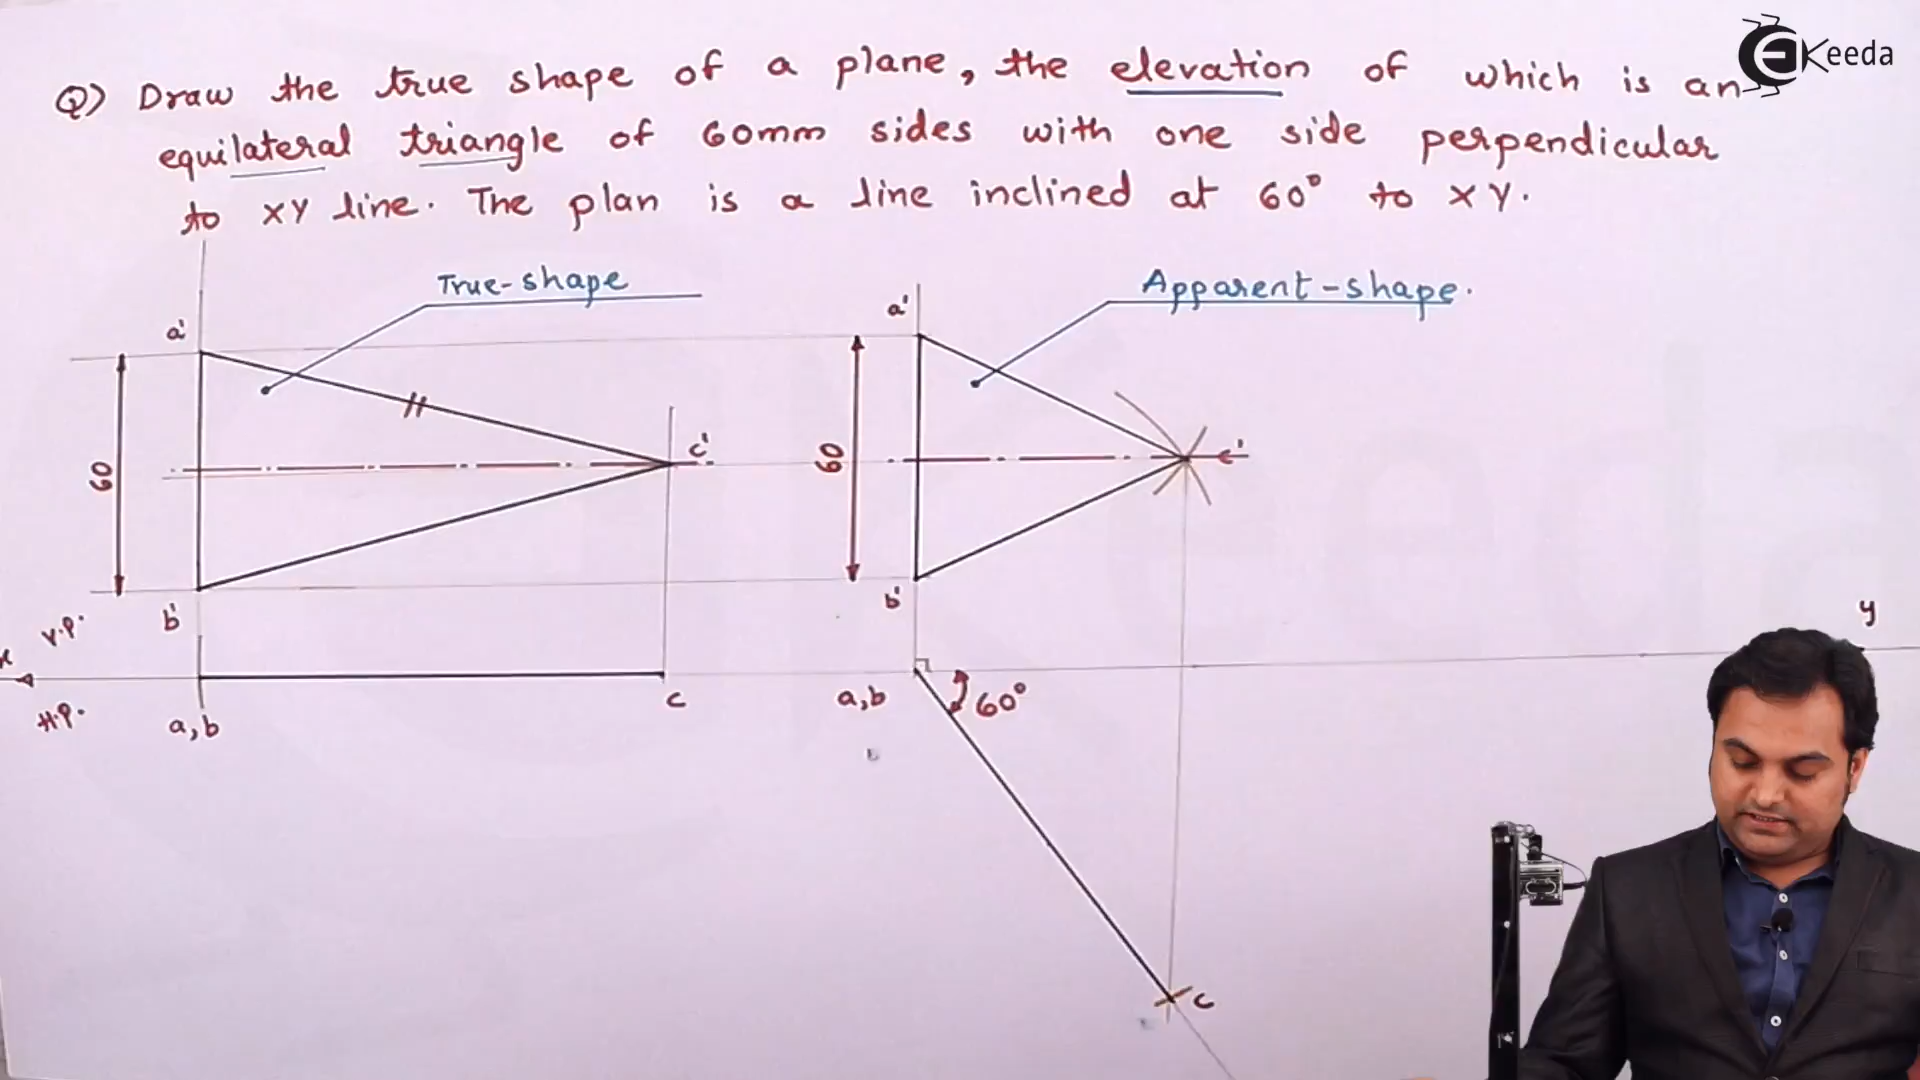 Keeda
Q) Draw the true shape of a plane, the elevation of which is an
equilateral triangle of 60mm sides with one side perpendicular
to XY line. The plan is a line inclined at 60° to XY.
True-shape
Apparent-shape.
a'
a'
60
c'
60
c'
b'
b'
V.P.
x
y
H.P.
a,b
c
a,b
60°
c